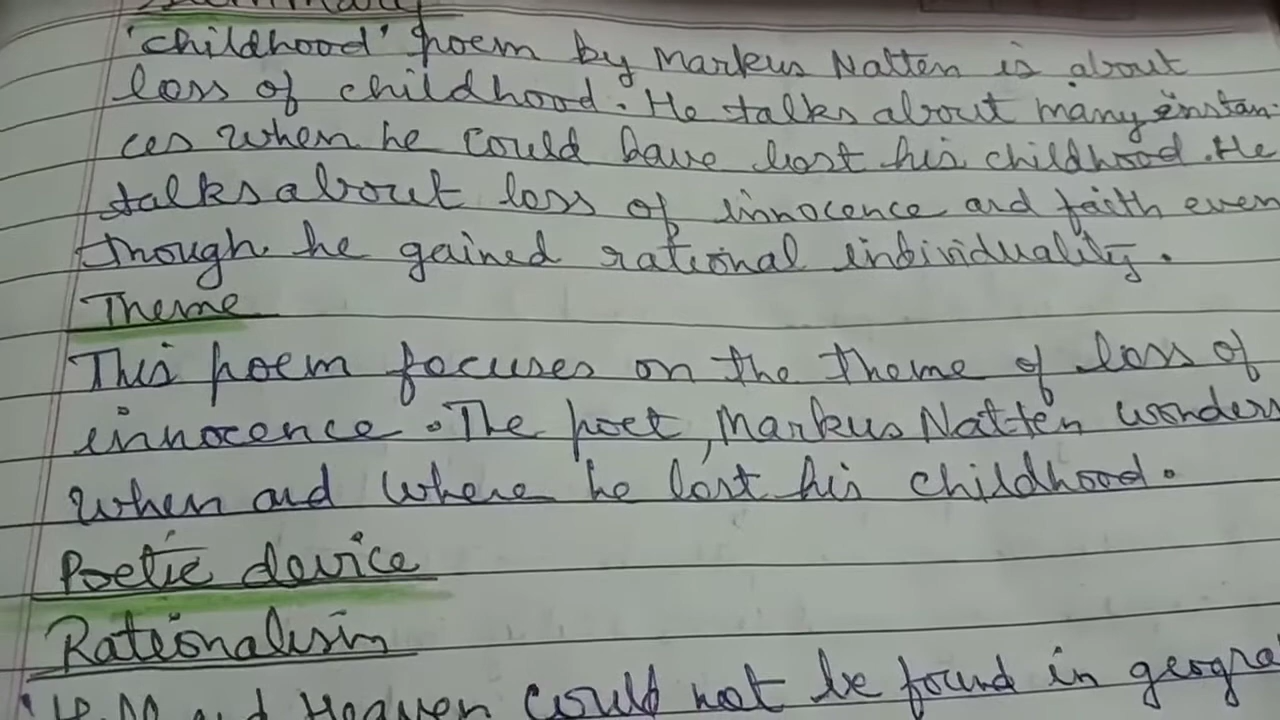 Summary
'Childhood' poem by Markus Natten is about
loss of childhood. He talks about many instan-
ces when he could have lost his childhood. He
talks about loss of innocence and faith even
though he gained rational individuality.
Theme
This poem focuses on the theme of loss of
innocence. The poet, Markus Natten wonders
when and where he lost his childhood.
Poetic device
Rationalism
'Hell and Heaven could not be found in geogra